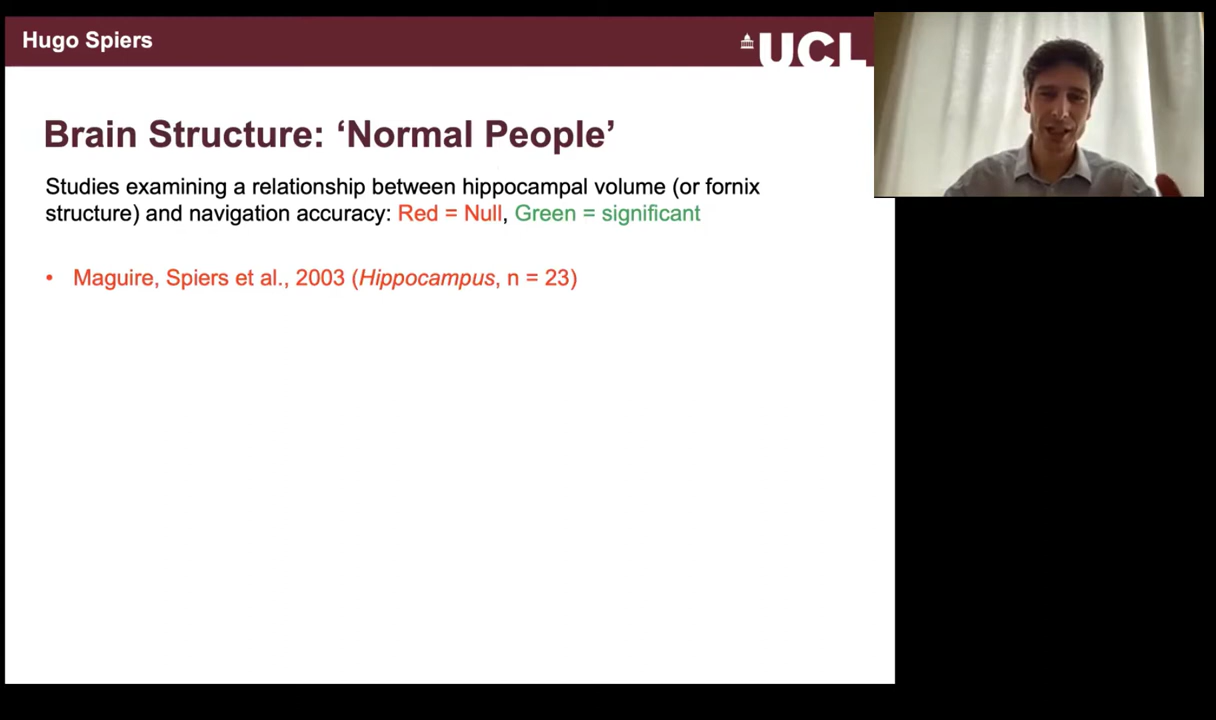 Hugo Spiers
UCL
Brain Structure: ‘Normal People’
Studies examining a relationship between hippocampal volume (or fornix
structure) and navigation accuracy: Red = Null, Green = significant
• Maguire, Spiers et al., 2003 (Hippocampus, n = 23)